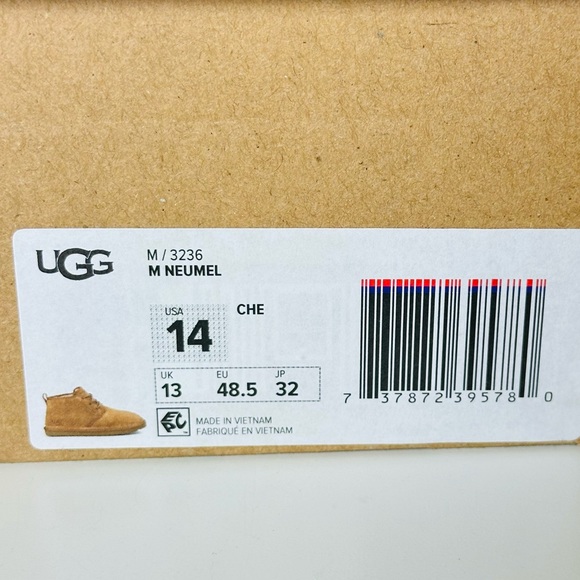 UGG
M / 3236
M NEUMEL
USA
14
CHE
UK EU JP
13 48.5 32
MADE IN VIETNAM
FABRIQUÉ EN VIETNAM
7 37872 39578 0